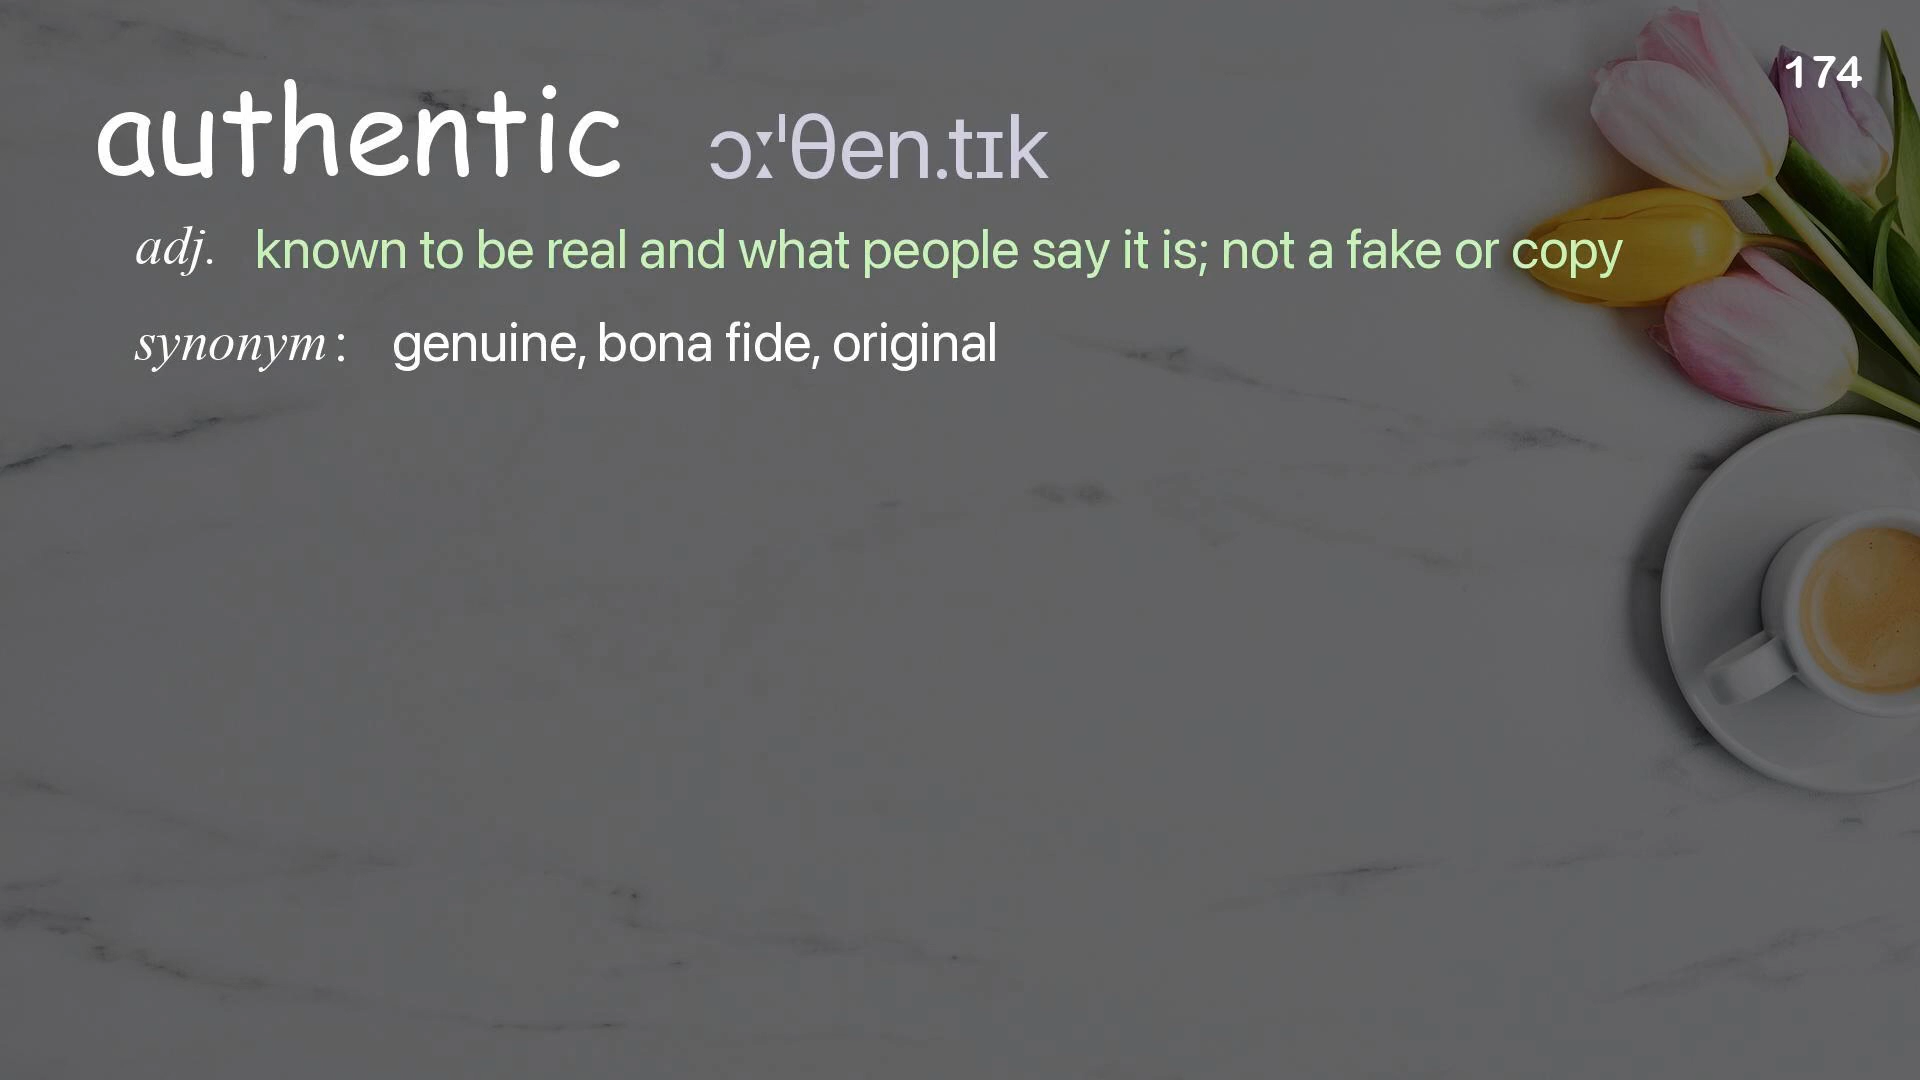 174
authentic ɔːˈθen.tɪk
adj. known to be real and what people say it is; not a fake or copy
synonym: genuine, bona fide, original